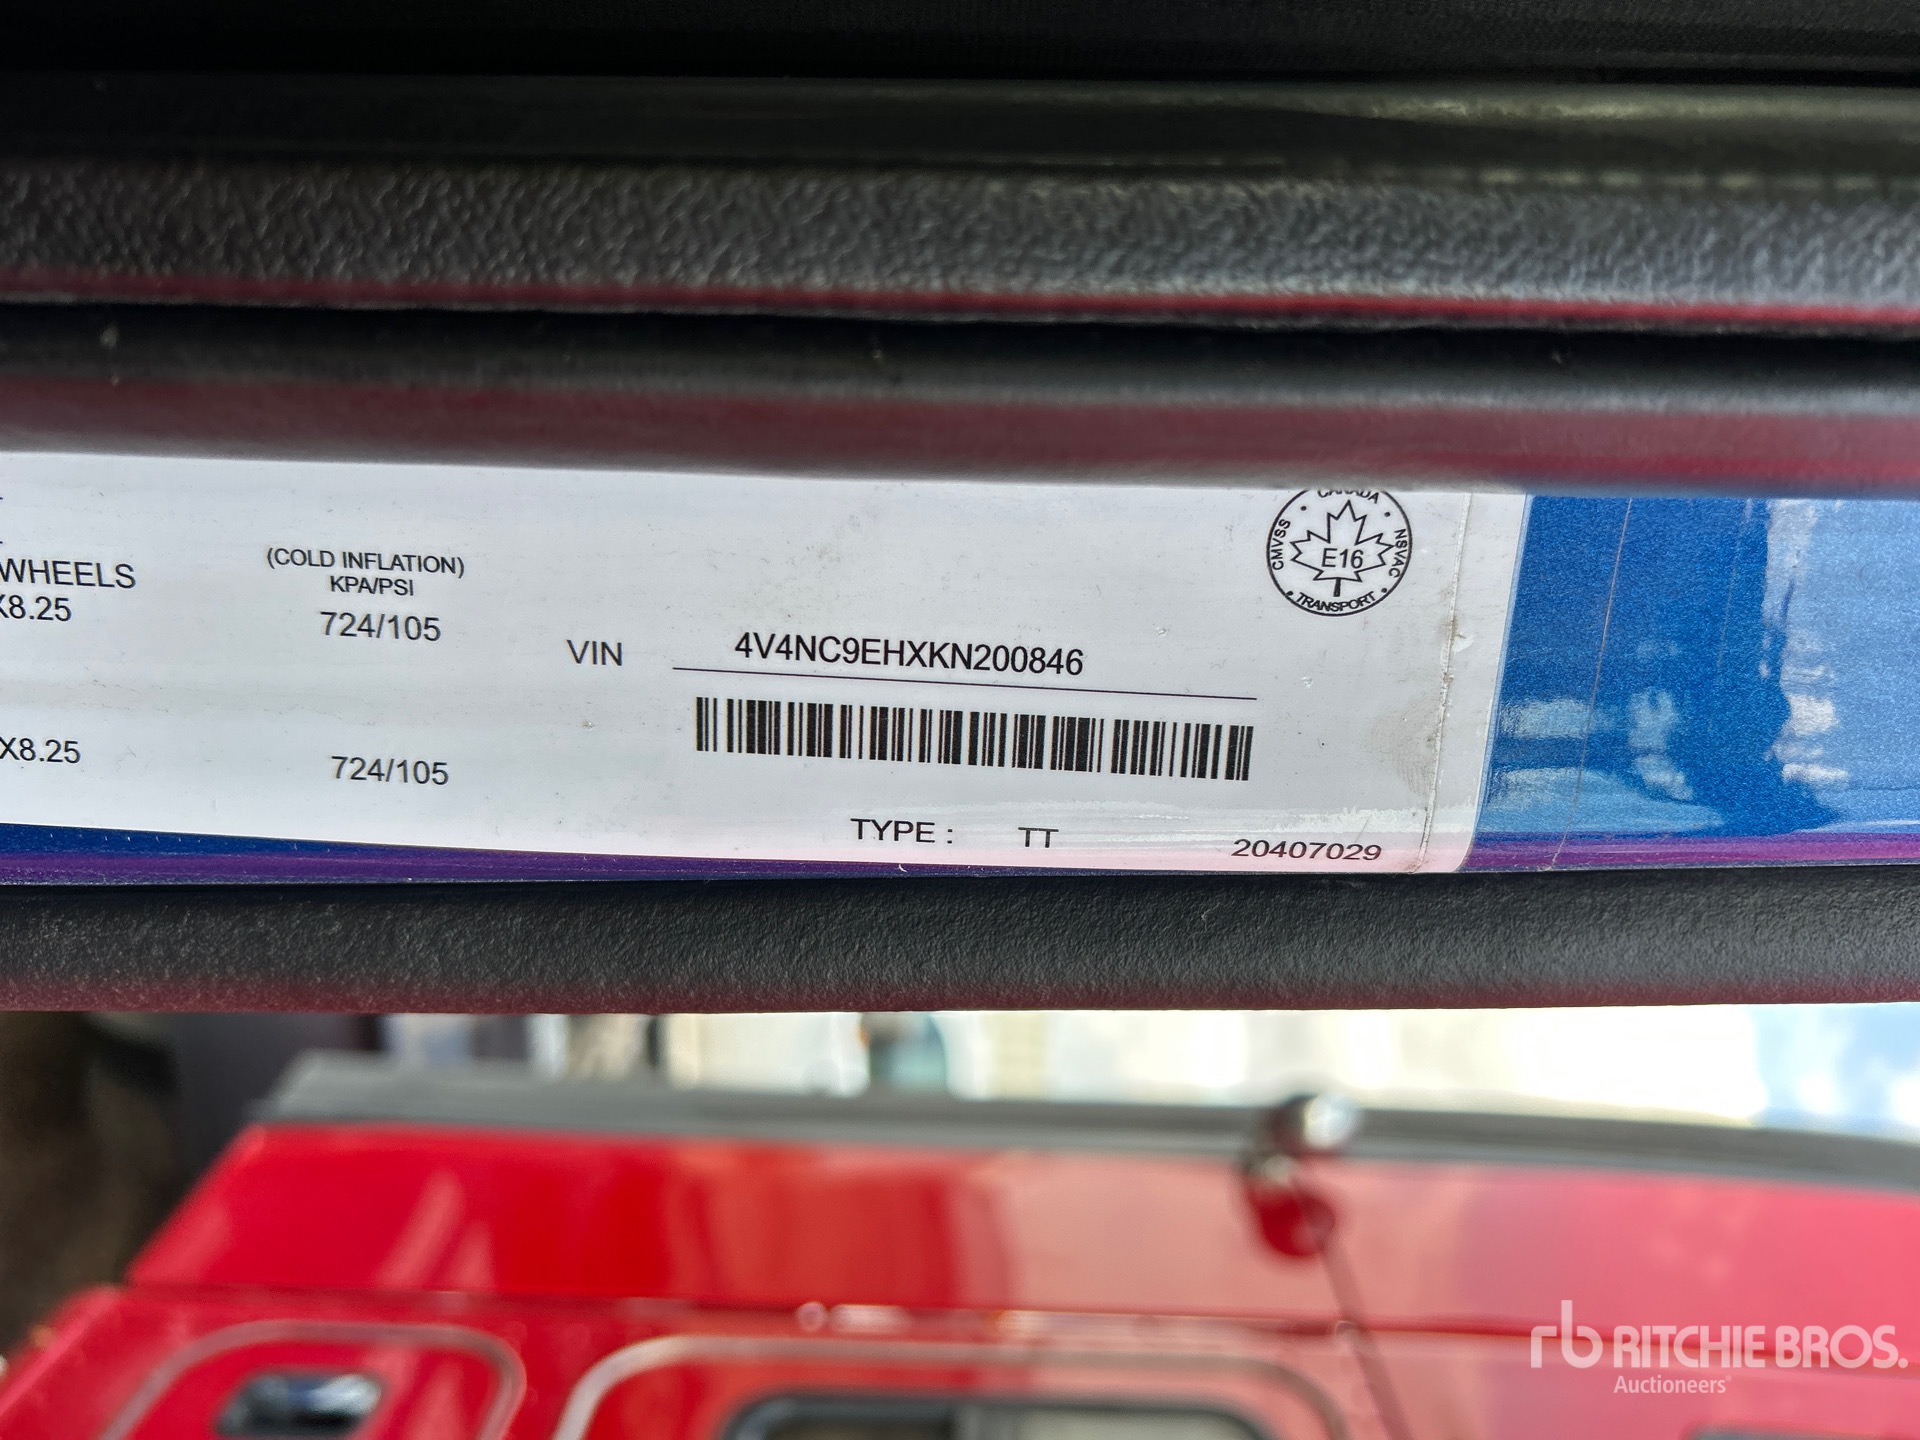 WHEELS
X8.25
(COLD INFLATION)
KPA/PSI
724/105
X8.25
724/105
VIN 4V4NC9EHXKN200846
TYPE : TT
20407029
CANADA
CMVSS
NSVAC
E16
TRANSPORT
rb RITCHIE BROS.
Auctioneers